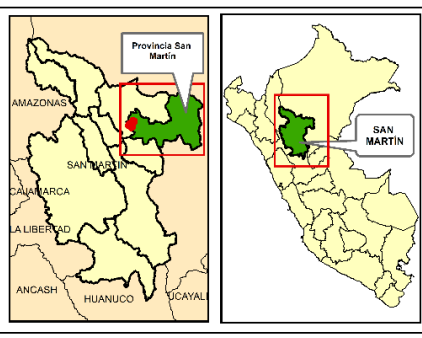 Provincia San
Martín
AMAZONAS
SAN MARTIN
CAJAMARCA
LA LIBERTAD
ANCASH
HUANUCO
UCAYALI
SAN
MARTÍN